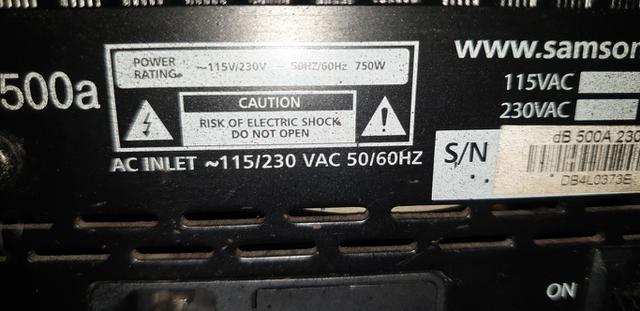 500a
POWER RATING ~115V/230V — 50HZ/60Hz 750W
CAUTION
RISK OF ELECTRIC SHOCK
DO NOT OPEN
AC INLET ~115/230 VAC 50/60HZ
www.samson
115VAC
230VAC
S/N
dB 500A 230
DB4L0373E
ON